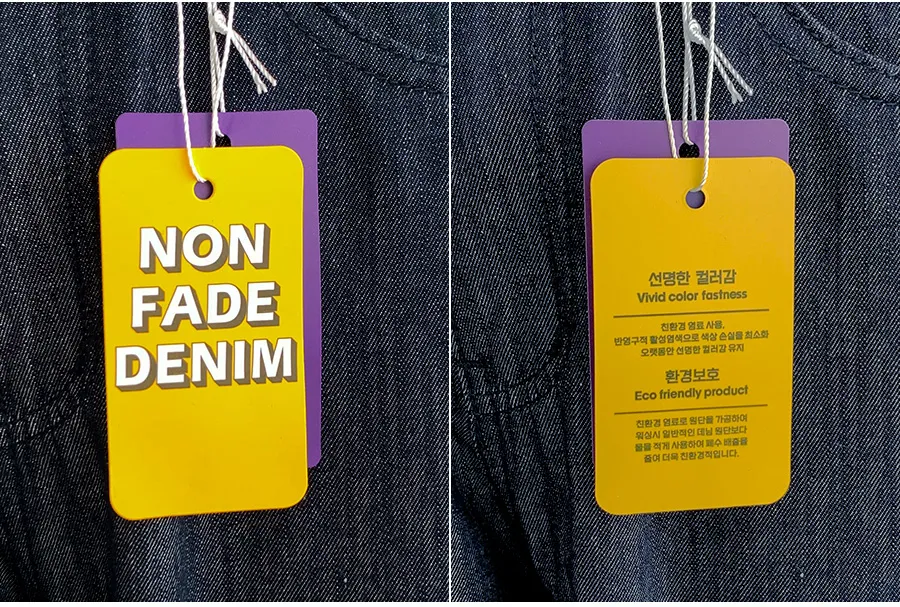 NON
FADE
DENIM
선명한 컬러감
Vivid color fastness
친환경 염료 사용,
반영구적 활성염색으로 색상 손실을 최소화
오랫동안 선명한 컬러감 유지
환경보호
Eco friendly product
친환경 염료로 원단을 가공하여
워싱시 일반적인 데님 원단보다
물을 적게 사용하여 폐수 배출을
줄여 더욱 친환경적입니다.